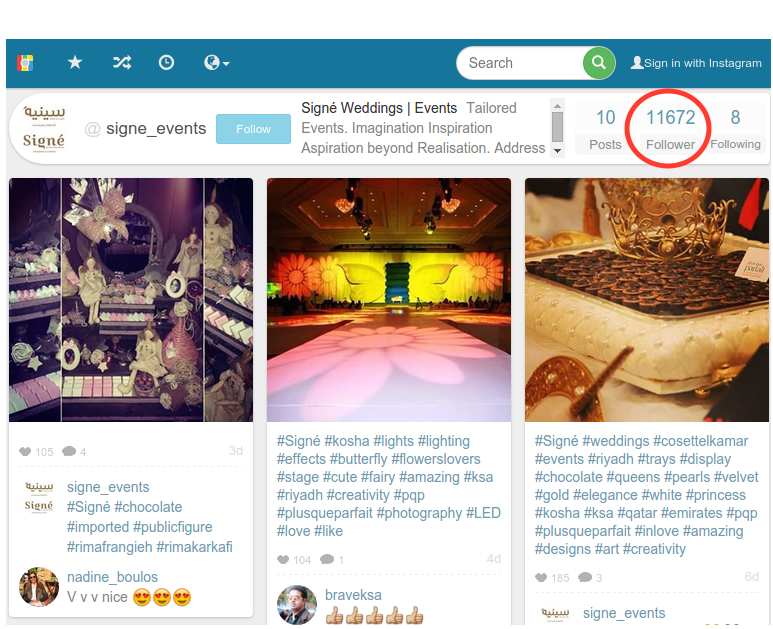 Search
Sign in with Instagram
سينية
Signé
@ signe_events
Follow
Signé Weddings | Events Tailored
Events. Imagination Inspiration
Aspiration beyond Realisation. Address
10
Posts
11672
Follower
8
Following
105 4 3d
سينية
Signé
signe_events
#Signé #chocolate
#imported #publicfigure
#rimafrangieh #rimakarkafi
nadine_boulos
V v v nice 😍😍😍
#Signé #kosha #lights #lighting
#effects #butterfly #flowerslovers
#stage #cute #fairy #amazing #ksa
#riyadh #creativity #pqp
#plusqueparfait #photography #LED
#love #like
104 1 4d
braveksa
👍👍👍👍👍
parfait
#Signé #weddings #cosettelkamar
#events #riyadh #trays #display
#chocolate #queens #pearls #velvet
#gold #elegance #white #princess
#kosha #ksa #qatar #emirates #pqp
#plusqueparfait #inlove #amazing
#designs #art #creativity
185 3 6d
سينية
signe_events